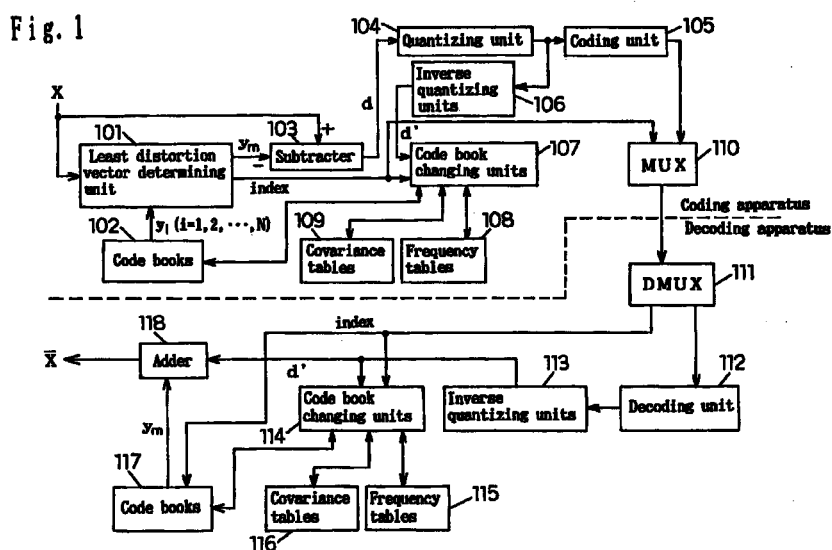 Fig. 1
104
Quantizing unit
Coding unit
105
Inverse
quantizing
units
106
X
d
d'
101
ym
103
+
−
Least distortion
vector determining
unit
Subtracter
index
Code book
changing units
107
MUX
110
102
yi (i=1, 2, ···, N)
Code books
109
Covariance
tables
108
Frequency
tables
Coding apparatus
Decoding apparatus
DMUX
111
index
118
X̄
Adder
d'
113
112
Code book
changing units
114
Inverse
quantizing units
Decoding unit
ym
117
Code books
Covariance
tables
116
Frequency
tables
115